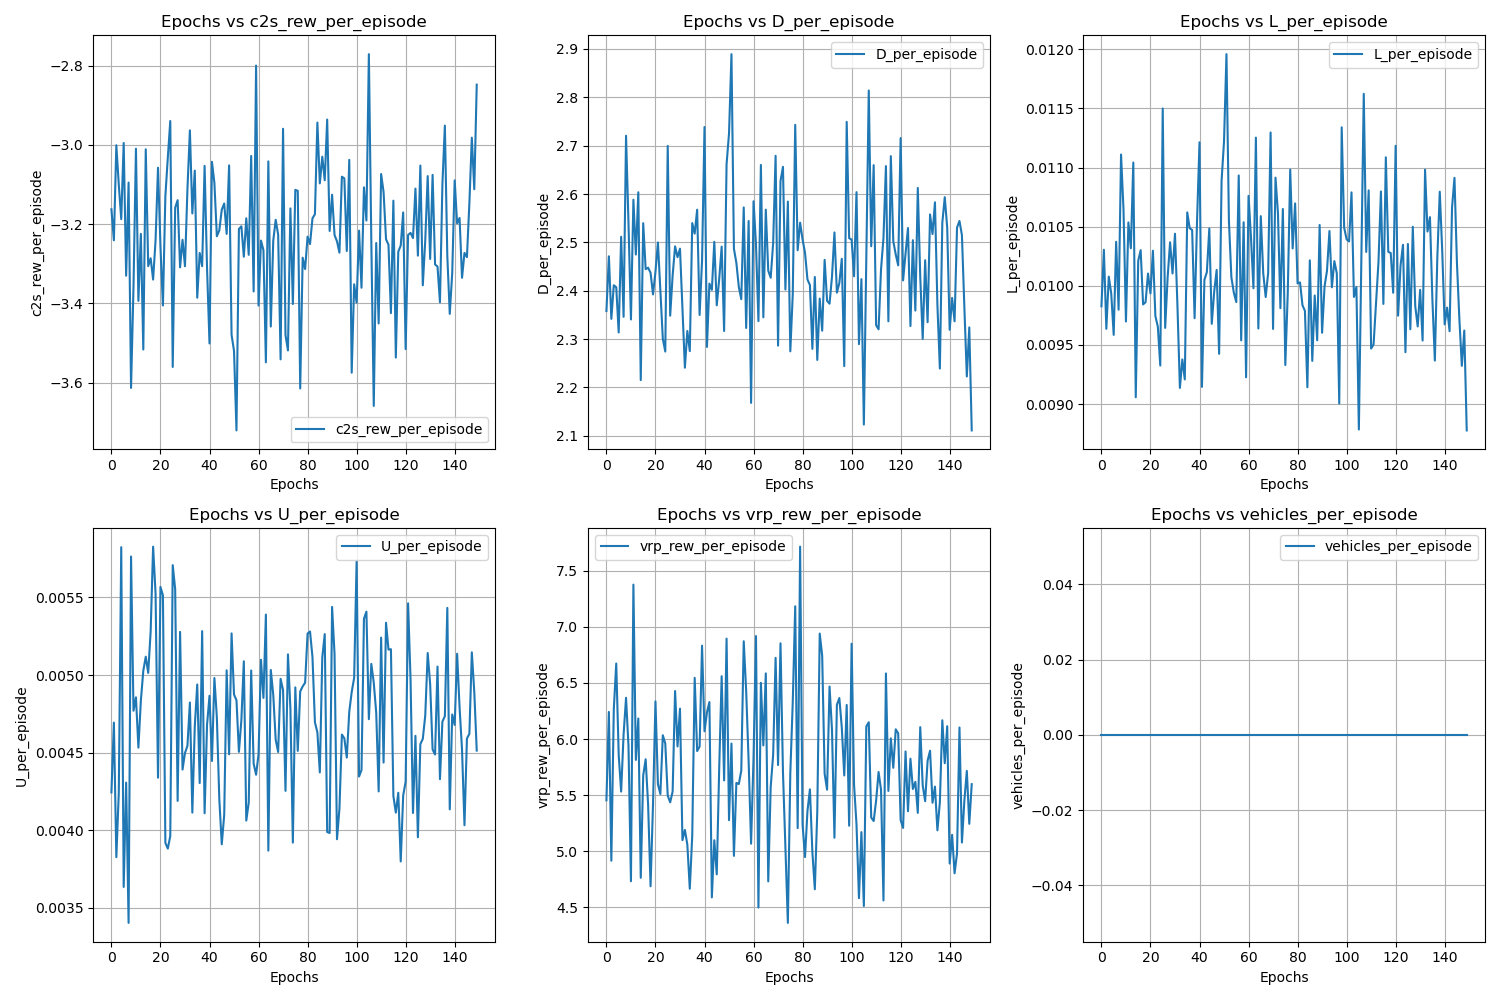 Epochs vs c2s_rew_per_episode
c2s_rew_per_episode
−2.8
−3.0
−3.2
−3.4
−3.6
c2s_rew_per_episode
0 20 40 60 80 100 120 140
Epochs
Epochs vs D_per_episode
D_per_episode
2.9
2.8
2.7
2.6
2.5
2.4
2.3
2.2
2.1
D_per_episode
0 20 40 60 80 100 120 140
Epochs
Epochs vs L_per_episode
L_per_episode
0.0120
0.0115
0.0110
0.0105
0.0100
0.0095
0.0090
L_per_episode
0 20 40 60 80 100 120 140
Epochs
Epochs vs U_per_episode
U_per_episode
0.0055
0.0050
0.0045
0.0040
0.0035
U_per_episode
0 20 40 60 80 100 120 140
Epochs
Epochs vs vrp_rew_per_episode
vrp_rew_per_episode
7.5
7.0
6.5
6.0
5.5
5.0
4.5
vrp_rew_per_episode
0 20 40 60 80 100 120 140
Epochs
Epochs vs vehicles_per_episode
vehicles_per_episode
0.04
0.02
0.00
−0.02
−0.04
vehicles_per_episode
0 20 40 60 80 100 120 140
Epochs